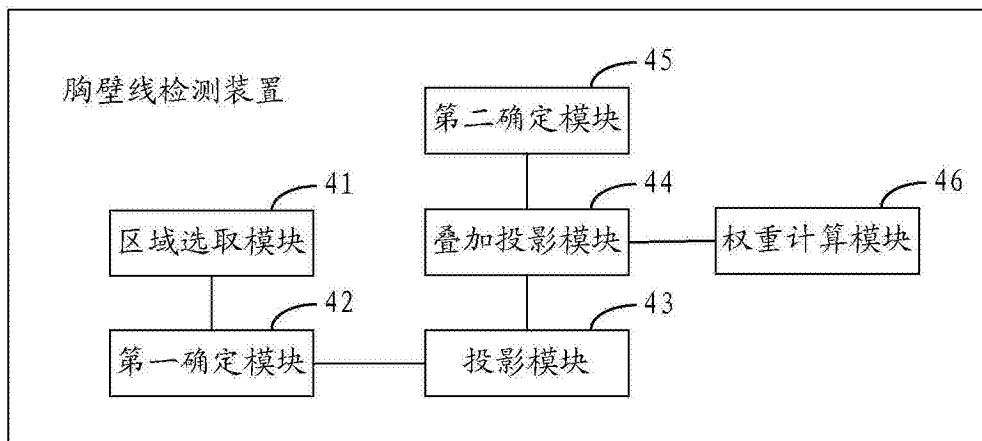 胸壁线检测装置
45
第二确定模块
41
44
46
区域选取模块
叠加投影模块
权重计算模块
42
43
第一确定模块
投影模块